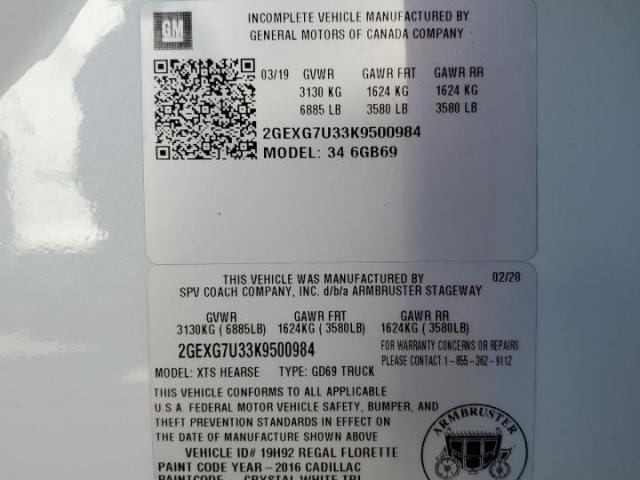 GM
INCOMPLETE VEHICLE MANUFACTURED BY
GENERAL MOTORS OF CANADA COMPANY
03/19 GVWR GAWR FRT GAWR RR
3130 KG 1624 KG 1624 KG
6885 LB 3580 LB 3580 LB
2GEXG7U33K9500984
MODEL: 34 6GB69
THIS VEHICLE WAS MANUFACTURED BY 02/20
SPV COACH COMPANY, INC. d/b/a ARMBRUSTER STAGEWAY
GVWR GAWR FRT GAWR RR
3130KG ( 6885LB) 1624KG ( 3580LB) 1624KG ( 3580LB)
2GEXG7U33K9500984 FOR WARRANTY CONCERNS OR REPAIRS
PLEASE CONTACT 1-855-362-9112
MODEL: XTS HEARSE TYPE: GD69 TRUCK
THIS VEHICLE CONFORMS TO ALL APPLICABLE
U.S.A. FEDERAL MOTOR VEHICLE SAFETY, BUMPER, AND
THEFT PREVENTION STANDARDS IN EFFECT ON
THE DATE OF MANUFACTURE SHOWN ABOVE.
VEHICLE ID# 19H92 REGAL FLORETTE
PAINT CODE YEAR-2016 CADILLAC
PAINTCODE- CRYSTAL WHITE TRI
ARMBRUSTER